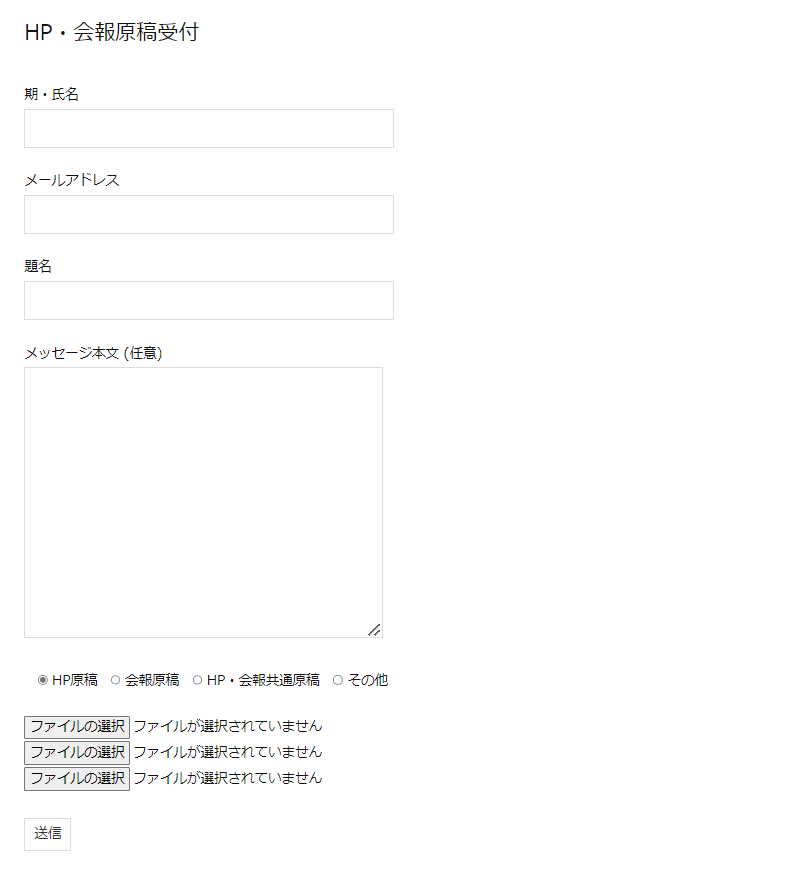 HP・会報原稿受付
期・氏名
メールアドレス
題名
メッセージ本文 (任意)
HP原稿 会報原稿 HP・会報共通原稿 その他
ファイルの選択 ファイルが選択されていません
ファイルの選択 ファイルが選択されていません
ファイルの選択 ファイルが選択されていません
送信